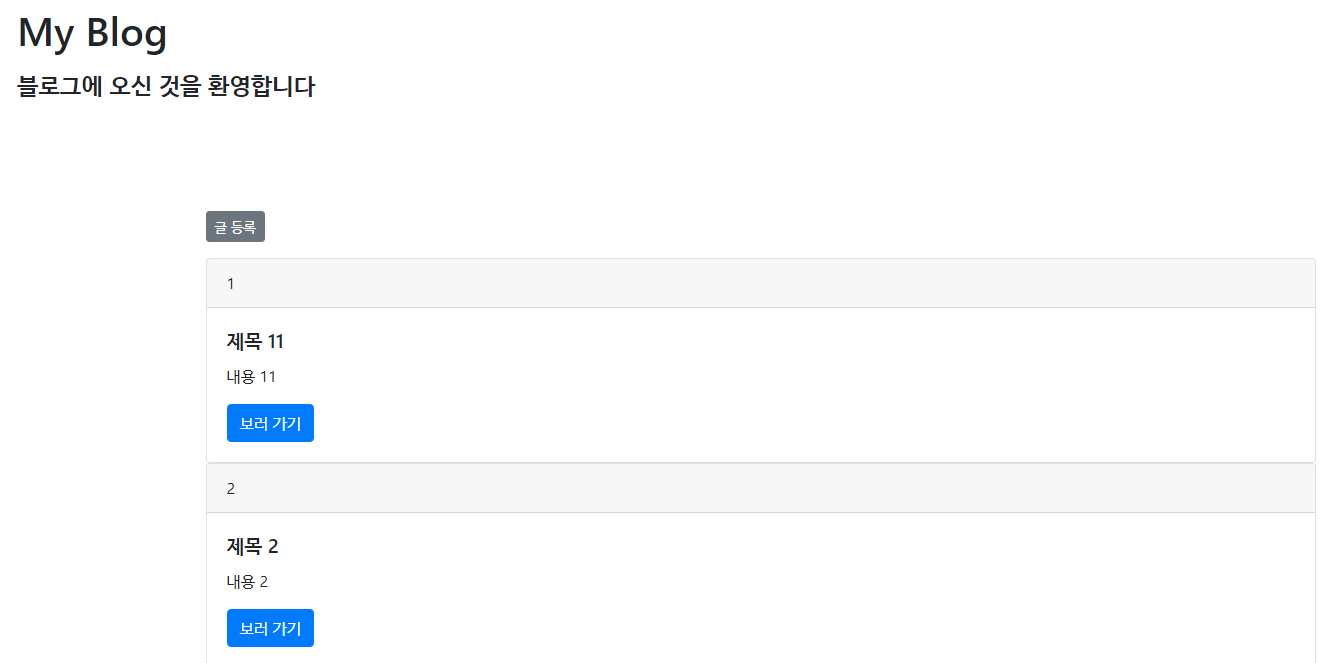 My Blog
블로그에 오신 것을 환영합니다
글 등록
1
제목 11
내용 11
보러 가기
2
제목 2
내용 2
보러 가기